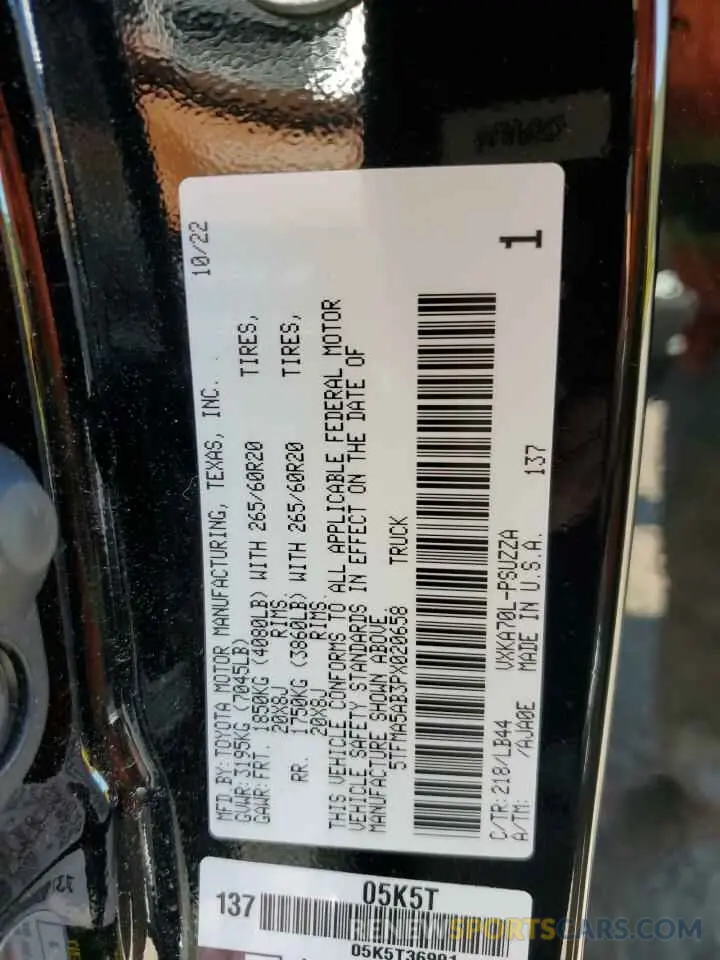 MFD BY: TOYOTA MOTOR MANUFACTURING, TEXAS, INC. 10/22
GVWR: 3195KG (7045LB)
GAWR: FRT. 1850KG (4080LB) WITH 265/60R20 TIRES,
20X8J RIMS
RR. 1750KG (3860LB) WITH 265/60R20 TIRES,
20X8J RIMS.
THIS VEHICLE CONFORMS TO ALL APPLICABLE FEDERAL MOTOR
VEHICLE SAFETY STANDARDS IN EFFECT ON THE DATE OF
MANUFACTURE SHOWN ABOVE.
5TFMA5AB3PX020658 TRUCK
C/TR: 218/LB44 VXKA70L-PSUZZA
A/TM: /AJA0E MADE IN U.S.A. 137
1
137 05K5T
REVIEWSPORTSCARS.COM